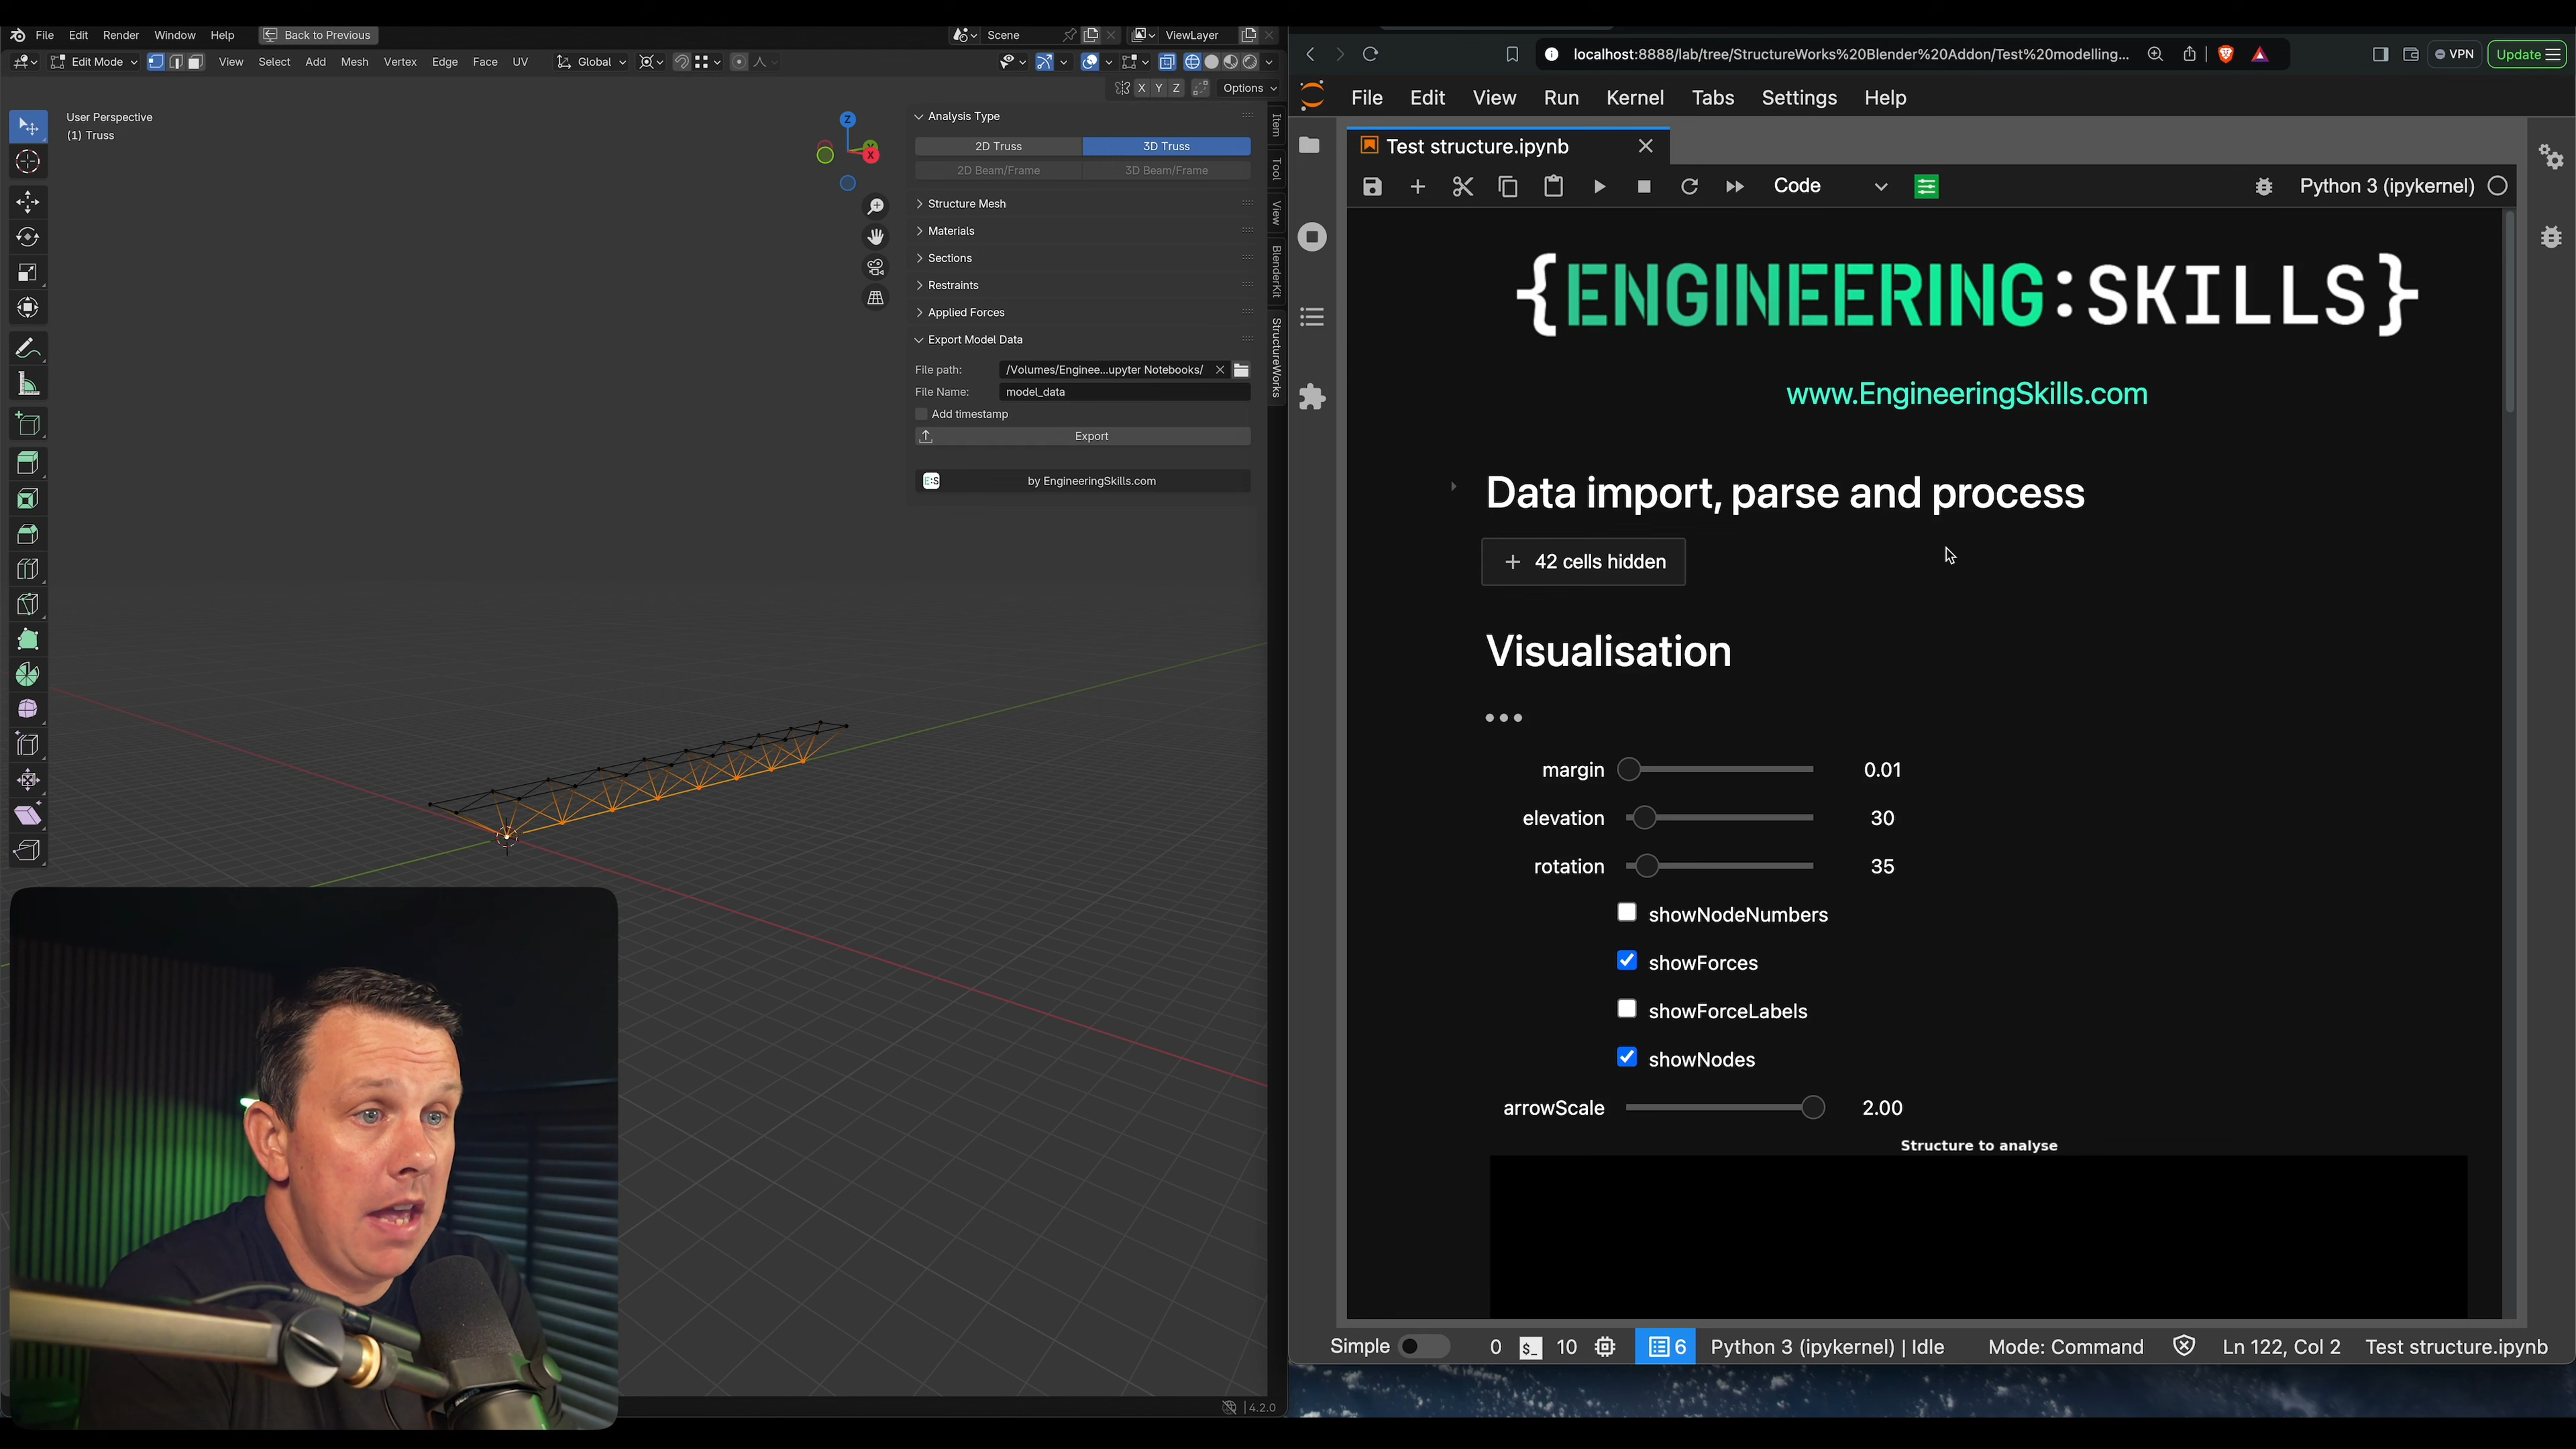 File Edit Render Window Help Back to Previous Scene ViewLayer
Edit Mode View Select Add Mesh Vertex Edge Face UV Global
X Y Z Options
User Perspective
(1) Truss
Z
X
Analysis Type
2D Truss 3D Truss
2D Beam/Frame 3D Beam/Frame
Structure Mesh
Materials
Sections
Restraints
Applied Forces
Export Model Data
File path: /Volumes/Enginee...upyter Notebooks/
File Name: model_data
Add timestamp
Export
E:S by EngineeringSkills.com
Item
Tool
View
BlenderKit
StructureWorks
4.2.0
localhost:8888/lab/tree/StructureWorks%20Blender%20Addon/Test%20modelling... VPN Update
File Edit View Run Kernel Tabs Settings Help
Test structure.ipynb
Code Python 3 (ipykernel)
{ENGINEERING:SKILLS}
www.EngineeringSkills.com
Data import, parse and process
+ 42 cells hidden
Visualisation
margin 0.01
elevation 30
rotation 35
showNodeNumbers
showForces
showForceLabels
showNodes
arrowScale 2.00
Structure to analyse
Simple 0 $_ 10 6 Python 3 (ipykernel) | Idle Mode: Command Ln 122, Col 2 Test structure.ipynb